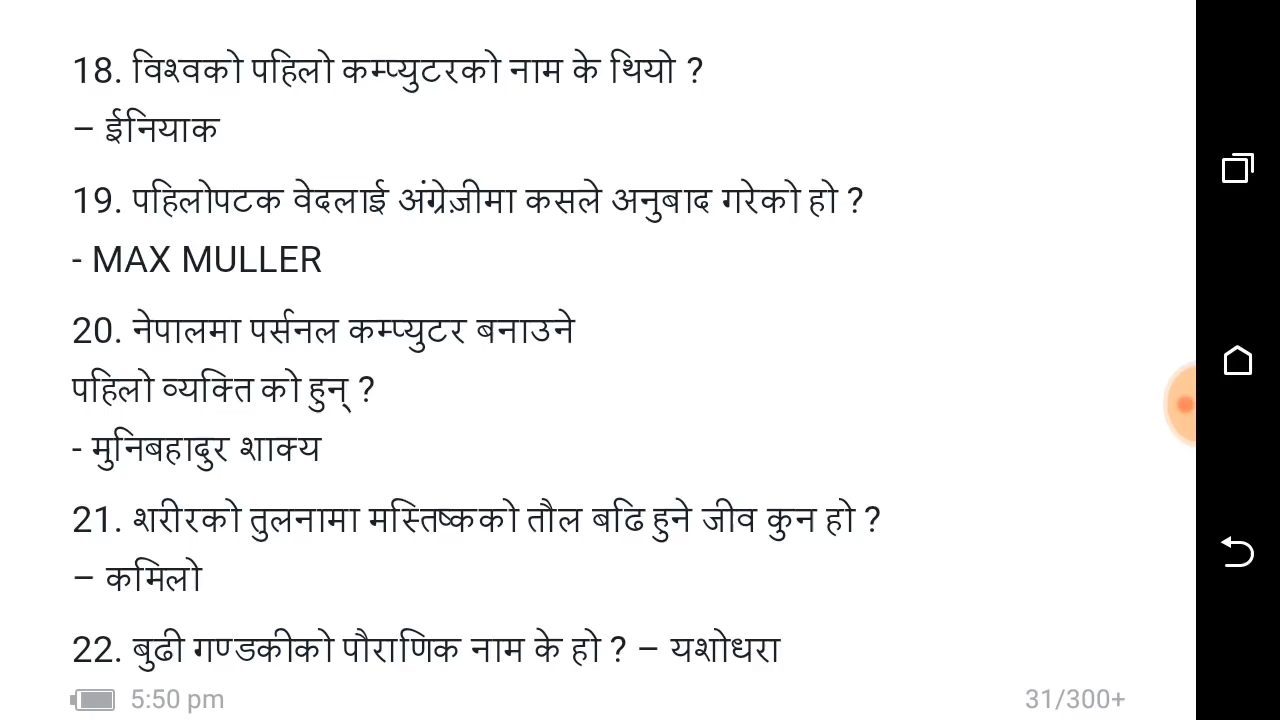 18. विश्वको पहिलो कम्प्युटरको नाम के थियो ?
– ईनियाक
19. पहिलोपटक वेदलाई अंग्रेज़ीमा कसले अनुबाद गरेको हो ?
- MAX MULLER
20. नेपालमा पर्सनल कम्प्युटर बनाउने
पहिलो व्यक्ति को हुन् ?
- मुनिबहादुर शाक्य
21. शरीरको तुलनामा मस्तिष्कको तौल बढि हुने जीव कुन हो ?
– कमिलो
22. बुढी गण्डकीको पौराणिक नाम के हो ? – यशोधरा
5:50 pm 31/300+